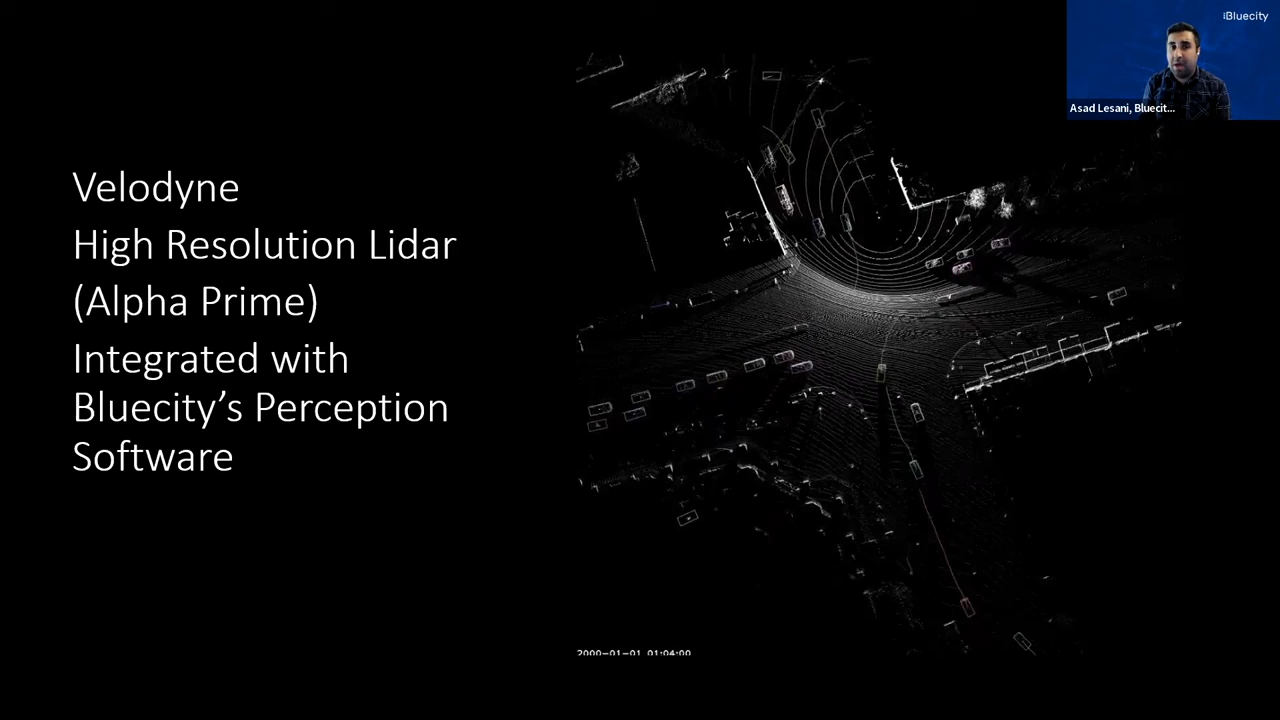 Bluecity
Asad Lesani, Bluecit...
Velodyne
High Resolution Lidar
(Alpha Prime)
Integrated with
Bluecity’s Perception
Software
2000-01-01 01:04:00